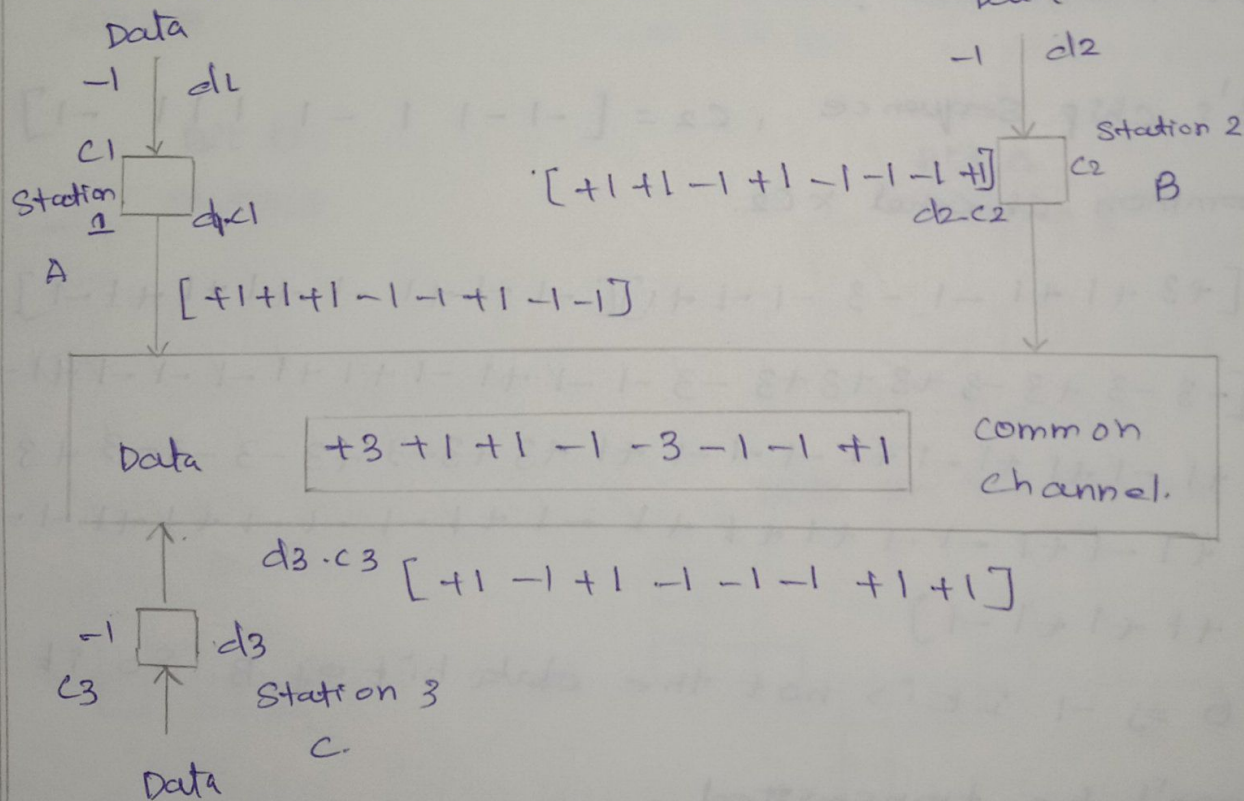 Data
-1 d1
C1
Station
1
d1.c1
A
[+1+1+1-1-1+1-1-1]
-1 d2
Station 2
[+1+1-1+1-1-1-1+1]
C2
B
d2.c2
Data
+3 +1 +1 -1 -3 -1 -1 +1
common
channel.
d3.c3 [+1 -1 +1 -1 -1 -1 +1 +1]
-1 d3
C3 Station 3
C.
Data